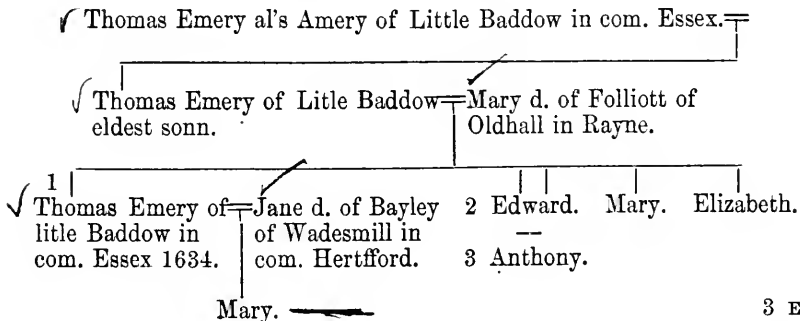 Thomas Emery al's Amery of Little Baddow in com. Essex.
Thomas Emery of Litle Baddow
eldest sonn.
Mary d. of Folliott of
Oldhall in Rayne.
1
Thomas Emery of
litle Baddow in
com. Essex 1634.
Jane d. of Bayley
of Wadesmill in
com. Hertfford.
2 Edward.
3 Anthony.
Mary.
Elizabeth.
Mary.
3 E